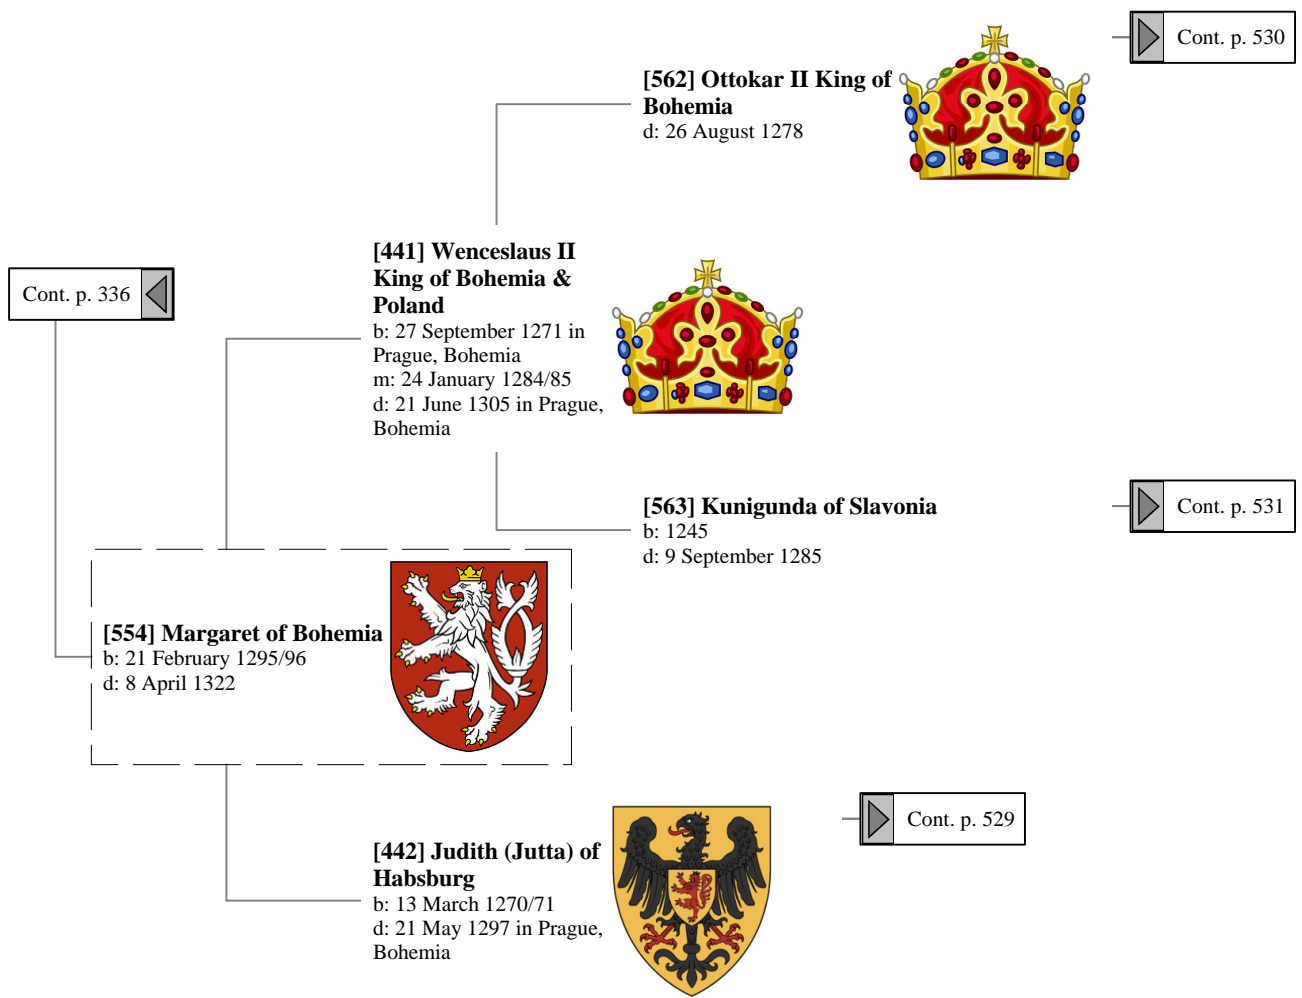 Cont. p. 530
[562] Ottokar II King of
Bohemia
d: 26 August 1278
[441] Wenceslaus II
King of Bohemia &
Poland
b: 27 September 1271 in
Prague, Bohemia
m: 24 January 1284/85
d: 21 June 1305 in Prague,
Bohemia
Cont. p. 336
[563] Kunigunda of Slavonia
b: 1245
d: 9 September 1285
Cont. p. 531
[554] Margaret of Bohemia
b: 21 February 1295/96
d: 8 April 1322
Cont. p. 529
[442] Judith (Jutta) of
Habsburg
b: 13 March 1270/71
d: 21 May 1297 in Prague,
Bohemia